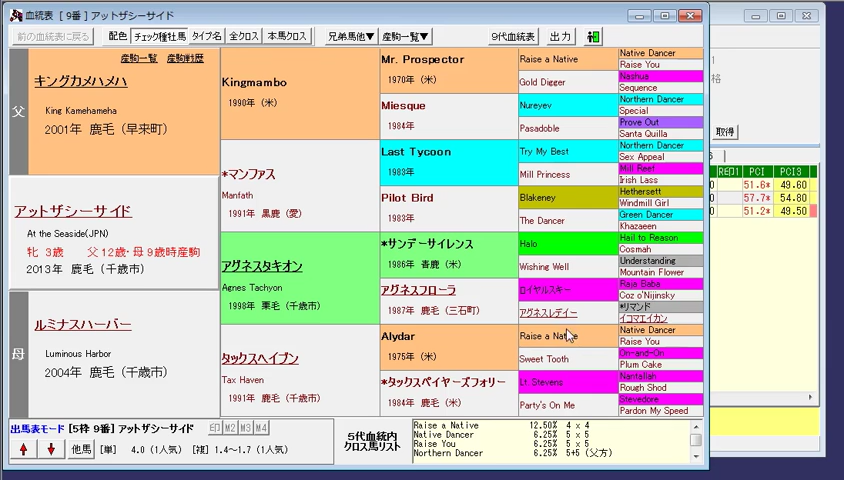 血統表 [ 9番 ] アットザシーサイド
前の血統表に戻る 配色 チェック種牡馬 タイプ名 全クロス 本馬クロス 兄弟馬他▼ 産駒一覧▼ 9代血統表 出 力
産駒一覧 産駒戦歴
父
キングカメハメハ
King Kamehameha
2001年 鹿毛 (早来町)
アットザシーサイド
At the Seaside(JPN)
牝 3歳 父12歳・母9歳時産駒
2013年 鹿毛 (千歳市)
母
ルミナスハーバー
Luminous Harbor
2004年 鹿毛 (千歳市)
Kingmambo
1990年 (米)
*マンファス
Manfath
1991年 黒鹿 (愛)
アグネスタキオン
Agnes Tachyon
1998年 栗毛 (千歳市)
タックスヘイブン
Tax Haven
1991年 鹿毛 (千歳市)
Mr. Prospector
1970年 (米)
Miesque
1984年
Last Tycoon
1983年
Pilot Bird
1983年
*サンデーサイレンス
1986年 青鹿 (米)
アグネスフローラ
1987年 鹿毛 (三石町)
Alydar
1975年 (米)
*タックスペイヤーズフォリー
1984年 鹿毛 (米)
Raise a Native
Gold Digger
Nureyev
Pasadoble
Try My Best
Mill Princess
Blakeney
The Dancer
Halo
Wishing Well
ロイヤルスキー
アグネスレデイー
Raise a Native
Sweet Tooth
Lt. Stevens
Party's On Me
Native Dancer
Raise You
Nashua
Sequence
Northern Dancer
Special
Prove Out
Santa Quilla
Northern Dancer
Sex Appeal
Mill Reef
Irish Lass
Hethersett
Windmill Girl
Green Dancer
Khazaeen
Hail to Reason
Cosmah
Understanding
Mountain Flower
Raja Baba
Coz o'Nijinsky
*リマンド
イコマエイカン
Native Dancer
Raise You
On-and-On
Plum Cake
Nantallah
Rough Shod
Stevedore
Pardon My Speed
出馬表モード [5枠 9番] アットザシーサイド 印 M2 M3 M4
他馬 [単] 4.0 (1人気) [複] 1.4～1.7 (1人気)
5代血統内
クロス馬リスト
Raise a Native 12.50% 4 x 4
Native Dancer 6.25% 5 x 5
Raise You 6.25% 5 x 5
Northern Dancer 6.25% 5+5 (父方)
取得
PCI PCI3
51.6* 49.60
57.7* 54.80
51.2* 49.50